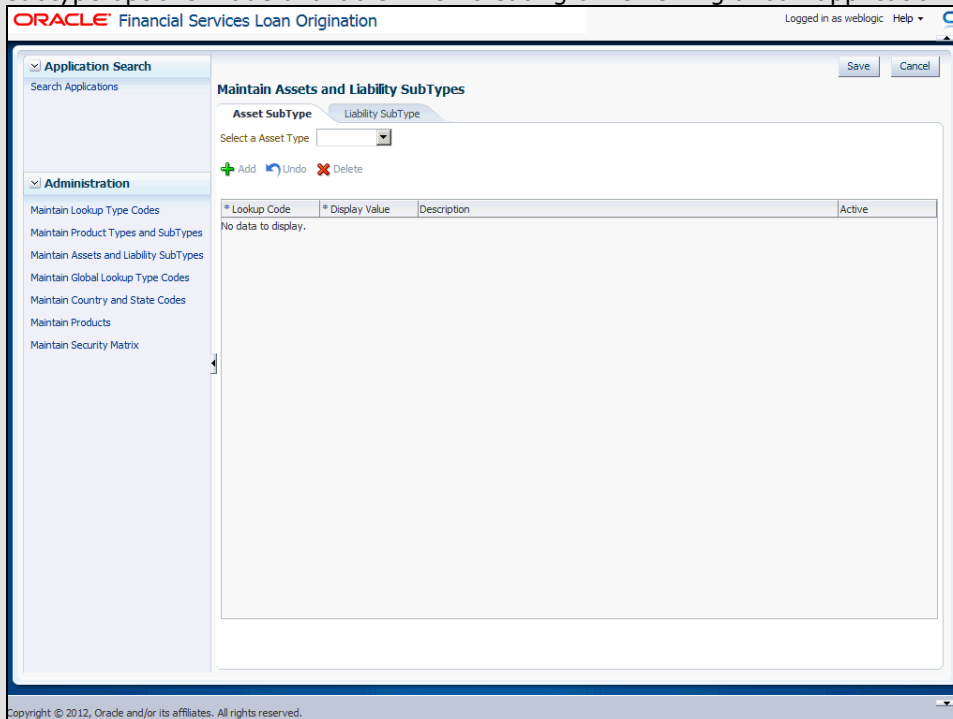 ORACLE Financial Services Loan Origination
Logged in as weblogic Help
Application Search
Search Applications
Administration
Maintain Lookup Type Codes
Maintain Product Types and SubTypes
Maintain Assets and Liability SubTypes
Maintain Global Lookup Type Codes
Maintain Country and State Codes
Maintain Products
Maintain Security Matrix
Save Cancel
Maintain Assets and Liability SubTypes
Asset SubType Liability SubType
Select a Asset Type
Add Undo Delete
* Lookup Code * Display Value Description Active
No data to display.
Copyright © 2012, Oracle and/or its affiliates. All rights reserved.